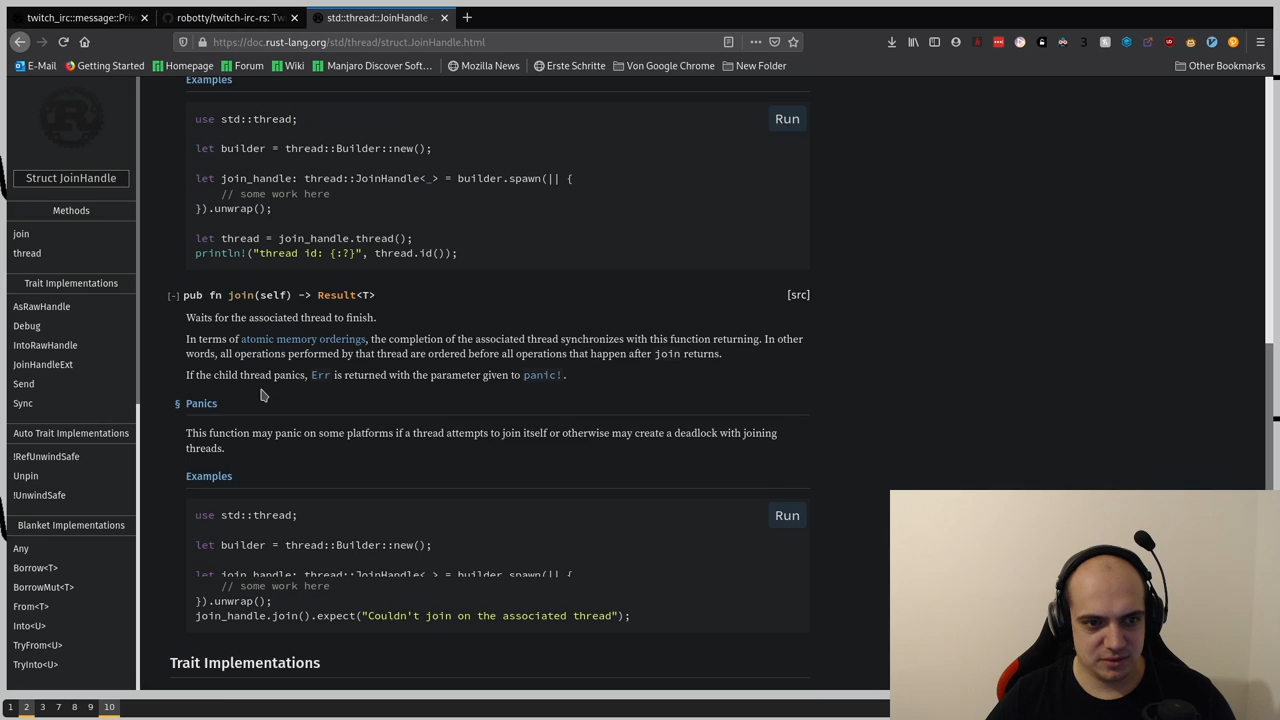 twitch_irc::message::Priv
robotty/twitch-irc-rs: Tw
std::thread::JoinHandle -
https://doc.rust-lang.org/std/thread/struct.JoinHandle.html
E-Mail
Getting Started
Homepage
Forum
Wiki
Manjaro Discover Soft...
Mozilla News
Erste Schritte
Von Google Chrome
New Folder
Other Bookmarks
Struct JoinHandle
Methods
join
thread
Trait Implementations
AsRawHandle
Debug
IntoRawHandle
JoinHandleExt
Send
Sync
Auto Trait Implementations
!RefUnwindSafe
Unpin
!UnwindSafe
Blanket Implementations
Any
Borrow<T>
BorrowMut<T>
From<T>
Into<U>
TryFrom<U>
TryInto<U>
Examples
Run
use std::thread;
let builder = thread::Builder::new();
let join_handle: thread::JoinHandle<_> = builder.spawn(|| {
// some work here
}).unwrap();
let thread = join_handle.thread();
println!("thread id: {:?}", thread.id());
[-] pub fn join(self) -> Result<T>
[src]
Waits for the associated thread to finish.
In terms of atomic memory orderings, the completion of the associated thread synchronizes with this function returning. In other
words, all operations performed by that thread are ordered before all operations that happen after join returns.
If the child thread panics, Err is returned with the parameter given to panic!.
§ Panics
This function may panic on some platforms if a thread attempts to join itself or otherwise may create a deadlock with joining
threads.
Examples
Run
use std::thread;
let builder = thread::Builder::new();
let join_handle: thread::JoinHandle<_> = builder.spawn(|| {
// some work here
}).unwrap();
join_handle.join().expect("Couldn't join on the associated thread");
Trait Implementations
1 2 3 7 8 9 10